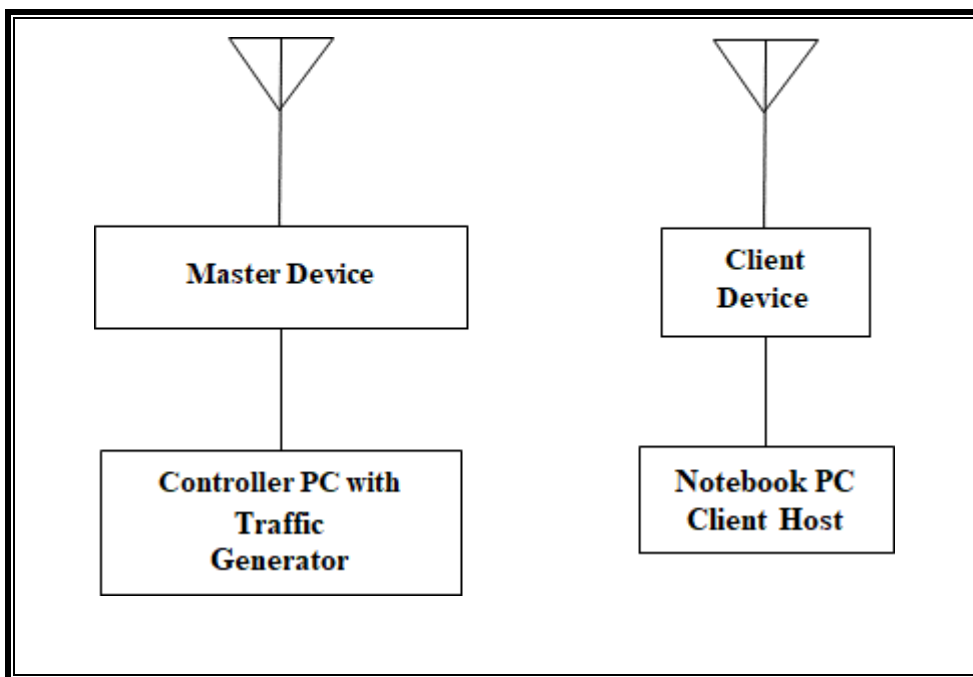 Master Device
Client
Device
Controller PC with
Traffic
Generator
Notebook PC
Client Host